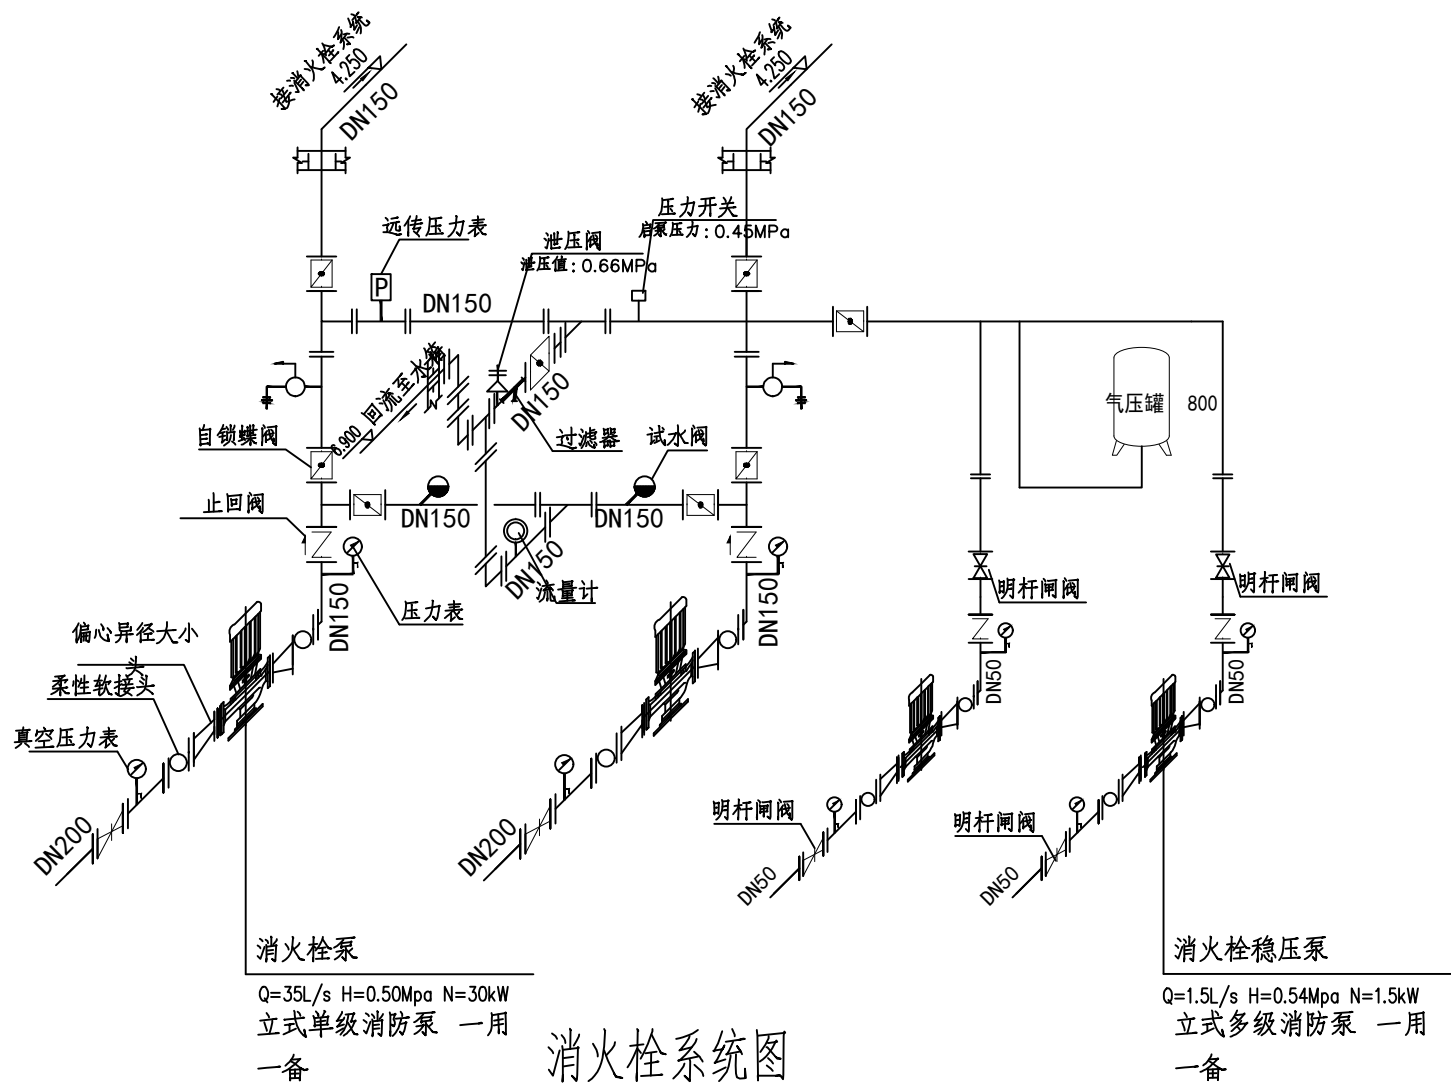 接消火栓系统
4.250
DN150
接消火栓系统
4.250
DN150
压力开关
启泵压力：0.45MPa
远传压力表
泄压阀
泄压值：0.66MPa
P
DN150
6.900 回流至水箱
DN150
气压罐 800
自锁蝶阀
过滤器
试水阀
止回阀
DN150
DN150
DN150
流量计
明杆闸阀
明杆闸阀
压力表
DN150
DN150
偏心异径大小
头
柔性软接头
DN50
DN50
真空压力表
明杆闸阀
明杆闸阀
DN200
DN200
DN50
DN50
消火栓泵
Q=35L/s H=0.50Mpa N=30kW
立式单级消防泵 一用
一备
消火栓稳压泵
Q=1.5L/s H=0.54Mpa N=1.5kW
立式多级消防泵 一用
一备
消火栓系统图